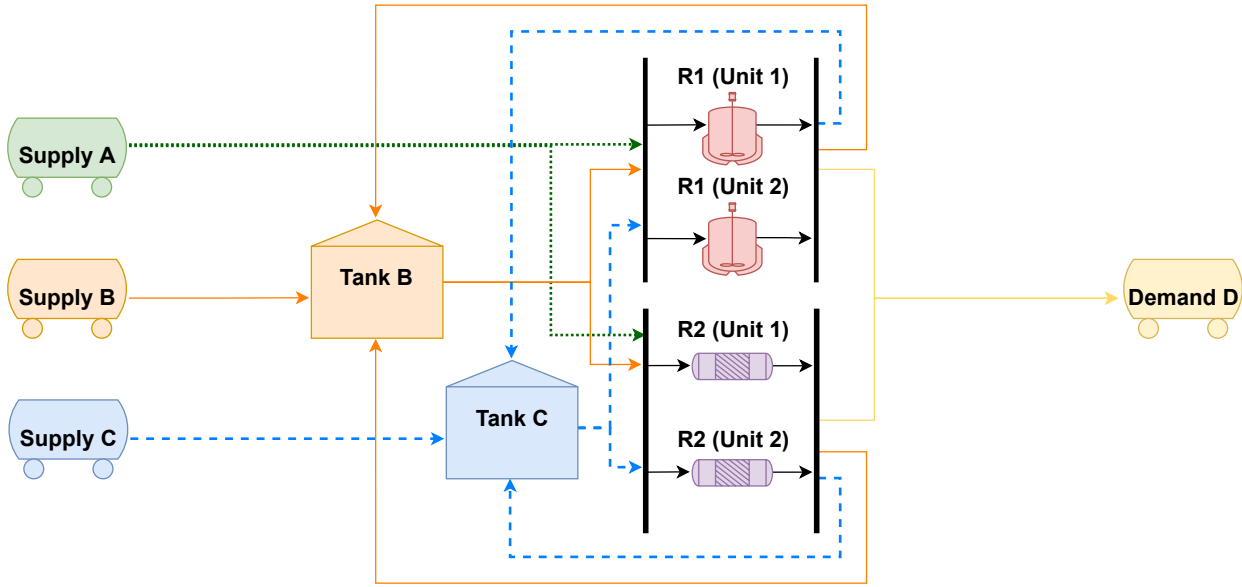 R1 (Unit 1)
Supply A
R1 (Unit 2)
Tank B
Supply B
Demand D
R2 (Unit 1)
Tank C
Supply C
R2 (Unit 2)